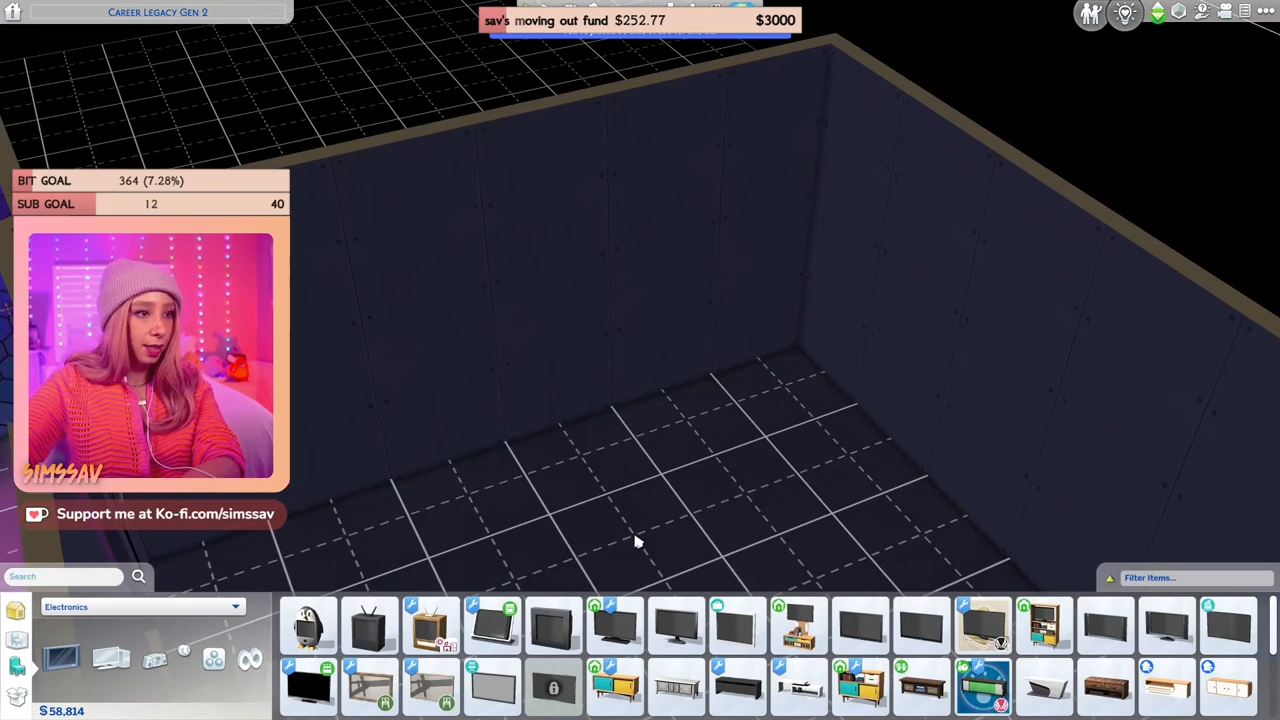 CAREER LEGACY GEN 2
sav's moving out fund $252.77 $3000
BIT GOAL 364 (7.28%)
SUB GOAL 12 40
SIMSSAV
Support me at Ko-fi.com/simssav
Search
Filter Items...
Electronics
$58,814